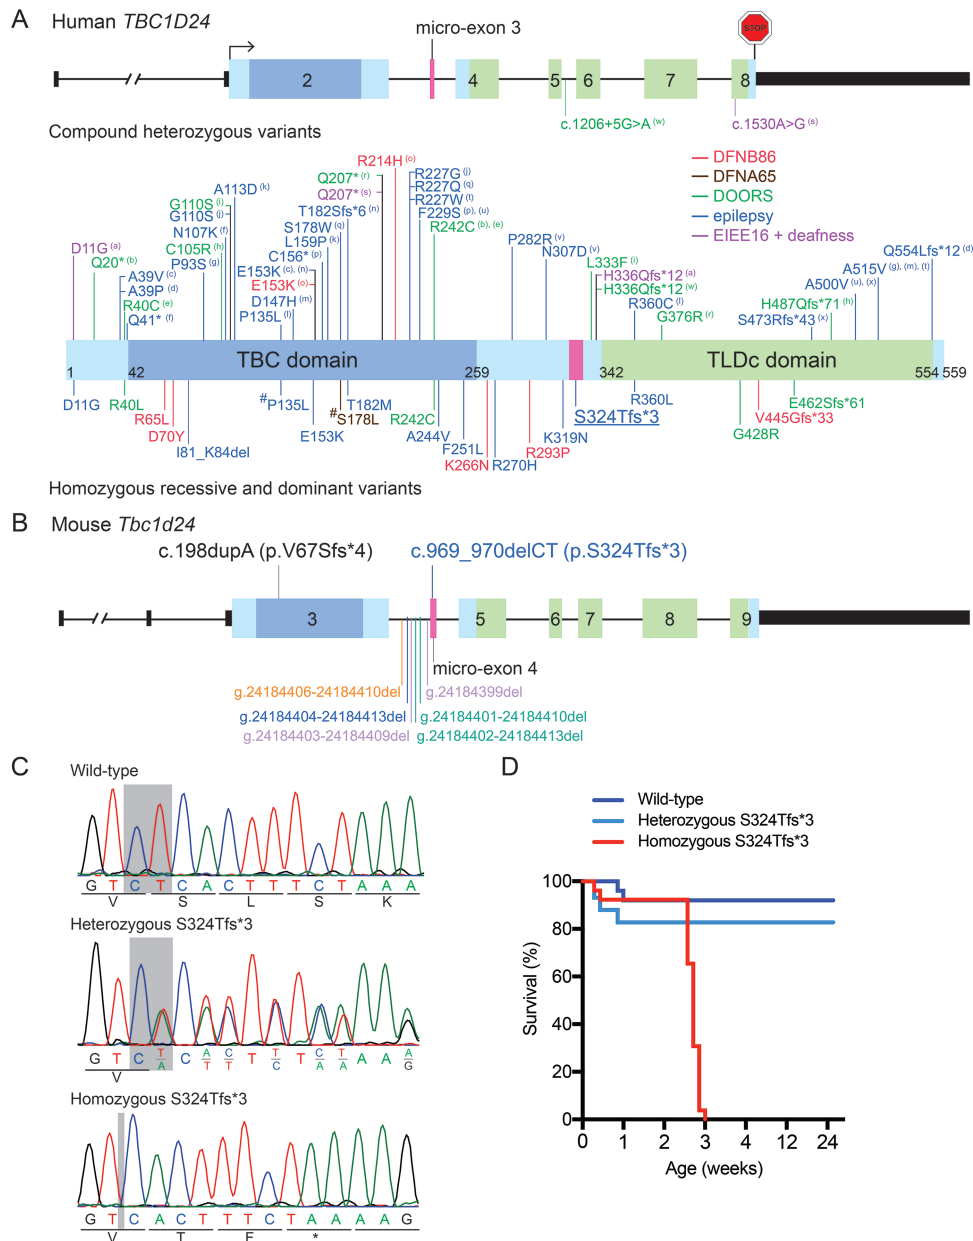 A
Human TBC1D24
micro-exon 3
STOP
2
4
5
6
7
8
c.1206+5G>A (w)
c.1530A>G (s)
Compound heterozygous variants
DFNB86
DFNA65
DOORS
epilepsy
EIEE16 + deafness
R214H (o)
Q207* (r)
Q207* (s)
T182Sfs*6 (n)
S178W (q)
L159P (k)
C156* (p)
E153K (c), (n)
E153K (o)
D147H (m)
P135L (l)
A113D (k)
G110S (i)
G110S (j)
N107K (f)
C105R (h)
P93S (g)
D11G (a)
Q20* (b)
A39V (c)
A39P (d)
R40C (e)
Q41* (f)
R227G (j)
R227Q (q)
R227W (t)
F229S (p), (u)
R242C (b), (e)
P282R (v)
N307D (v)
L333F (i)
H336Qfs*12 (a)
H336Qfs*12 (w)
R360C (l)
G376R (r)
Q554Lfs*12 (d)
A515V (g), (m), (t)
A500V (u), (x)
H487Qfs*71 (h)
S473Rfs*43 (x)
TBC domain
TLDc domain
1
42
259
342
554
559
D11G
R40L
R65L
D70Y
I81_K84del
#P135L
E153K
#S178L
T182M
R242C
A244V
F251L
K266N
R270H
R293P
K319N
S324Tfs*3
R360L
G428R
V445Gfs*33
E462Sfs*61
Homozygous recessive and dominant variants
B
Mouse Tbc1d24
c.198dupA (p.V67Sfs*4)
c.969_970delCT (p.S324Tfs*3)
3
5
6
7
8
9
micro-exon 4
g.24184406-24184410del
g.24184399del
g.24184404-24184413del
g.24184401-24184410del
g.24184403-24184409del
g.24184402-24184413del
C
Wild-type
G T C T C A C T T T C T A A A
V S L S K
Heterozygous S324Tfs*3
G T C T/A C A/T C/T T T/C T C/A T/A A A A/G
V
Homozygous S324Tfs*3
G T C A C T T T C T A A A A G
V T F *
D
Wild-type
Heterozygous S324Tfs*3
Homozygous S324Tfs*3
Survival (%)
100
80
60
40
20
0
0 1 2 3 4 12 24
Age (weeks)